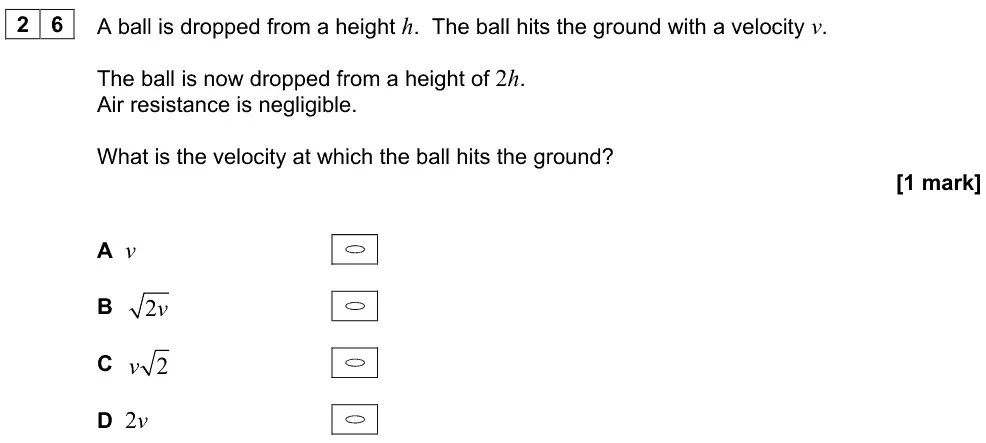 2 6 A ball is dropped from a height h. The ball hits the ground with a velocity v.
The ball is now dropped from a height of 2h.
Air resistance is negligible.
What is the velocity at which the ball hits the ground?
[1 mark]
A v
B √(2v)
C v√2
D 2v